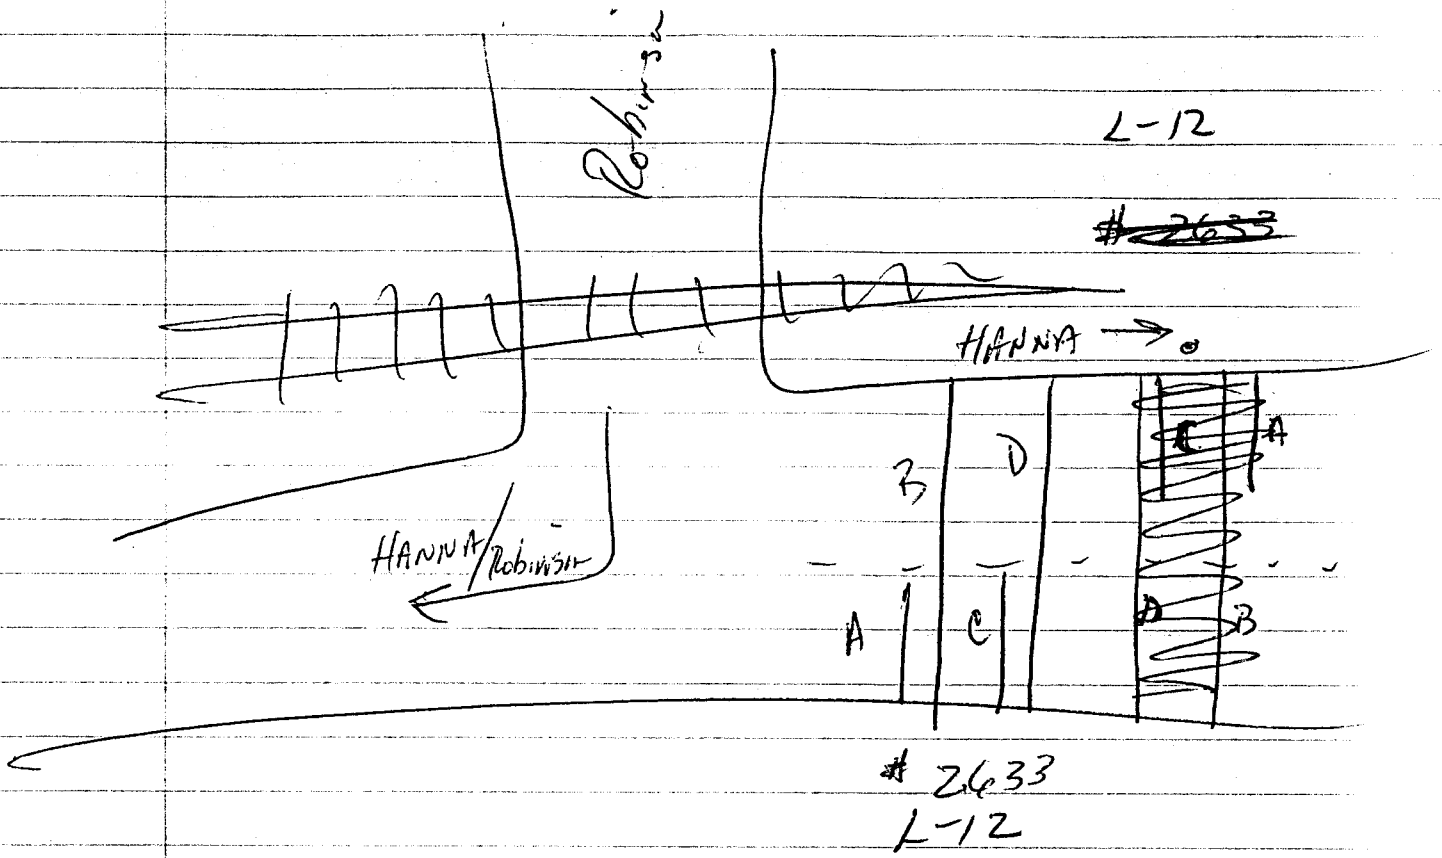 Robinson
L-12
# 2633
HANNA →
C A
B D
HANNA/Robinson
A C D B
# 2633
L-12